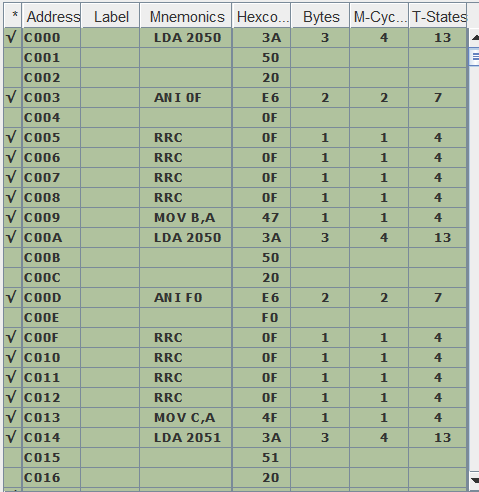 * Address Label Mnemonics Hexco... Bytes M-Cyc... T-States
√ C000 LDA 2050 3A 3 4 13
C001 50
C002 20
√ C003 ANI 0F E6 2 2 7
C004 0F
√ C005 RRC 0F 1 1 4
√ C006 RRC 0F 1 1 4
√ C007 RRC 0F 1 1 4
√ C008 RRC 0F 1 1 4
√ C009 MOV B,A 47 1 1 4
√ C00A LDA 2050 3A 3 4 13
C00B 50
C00C 20
√ C00D ANI F0 E6 2 2 7
C00E F0
√ C00F RRC 0F 1 1 4
√ C010 RRC 0F 1 1 4
√ C011 RRC 0F 1 1 4
√ C012 RRC 0F 1 1 4
√ C013 MOV C,A 4F 1 1 4
√ C014 LDA 2051 3A 3 4 13
C015 51
C016 20